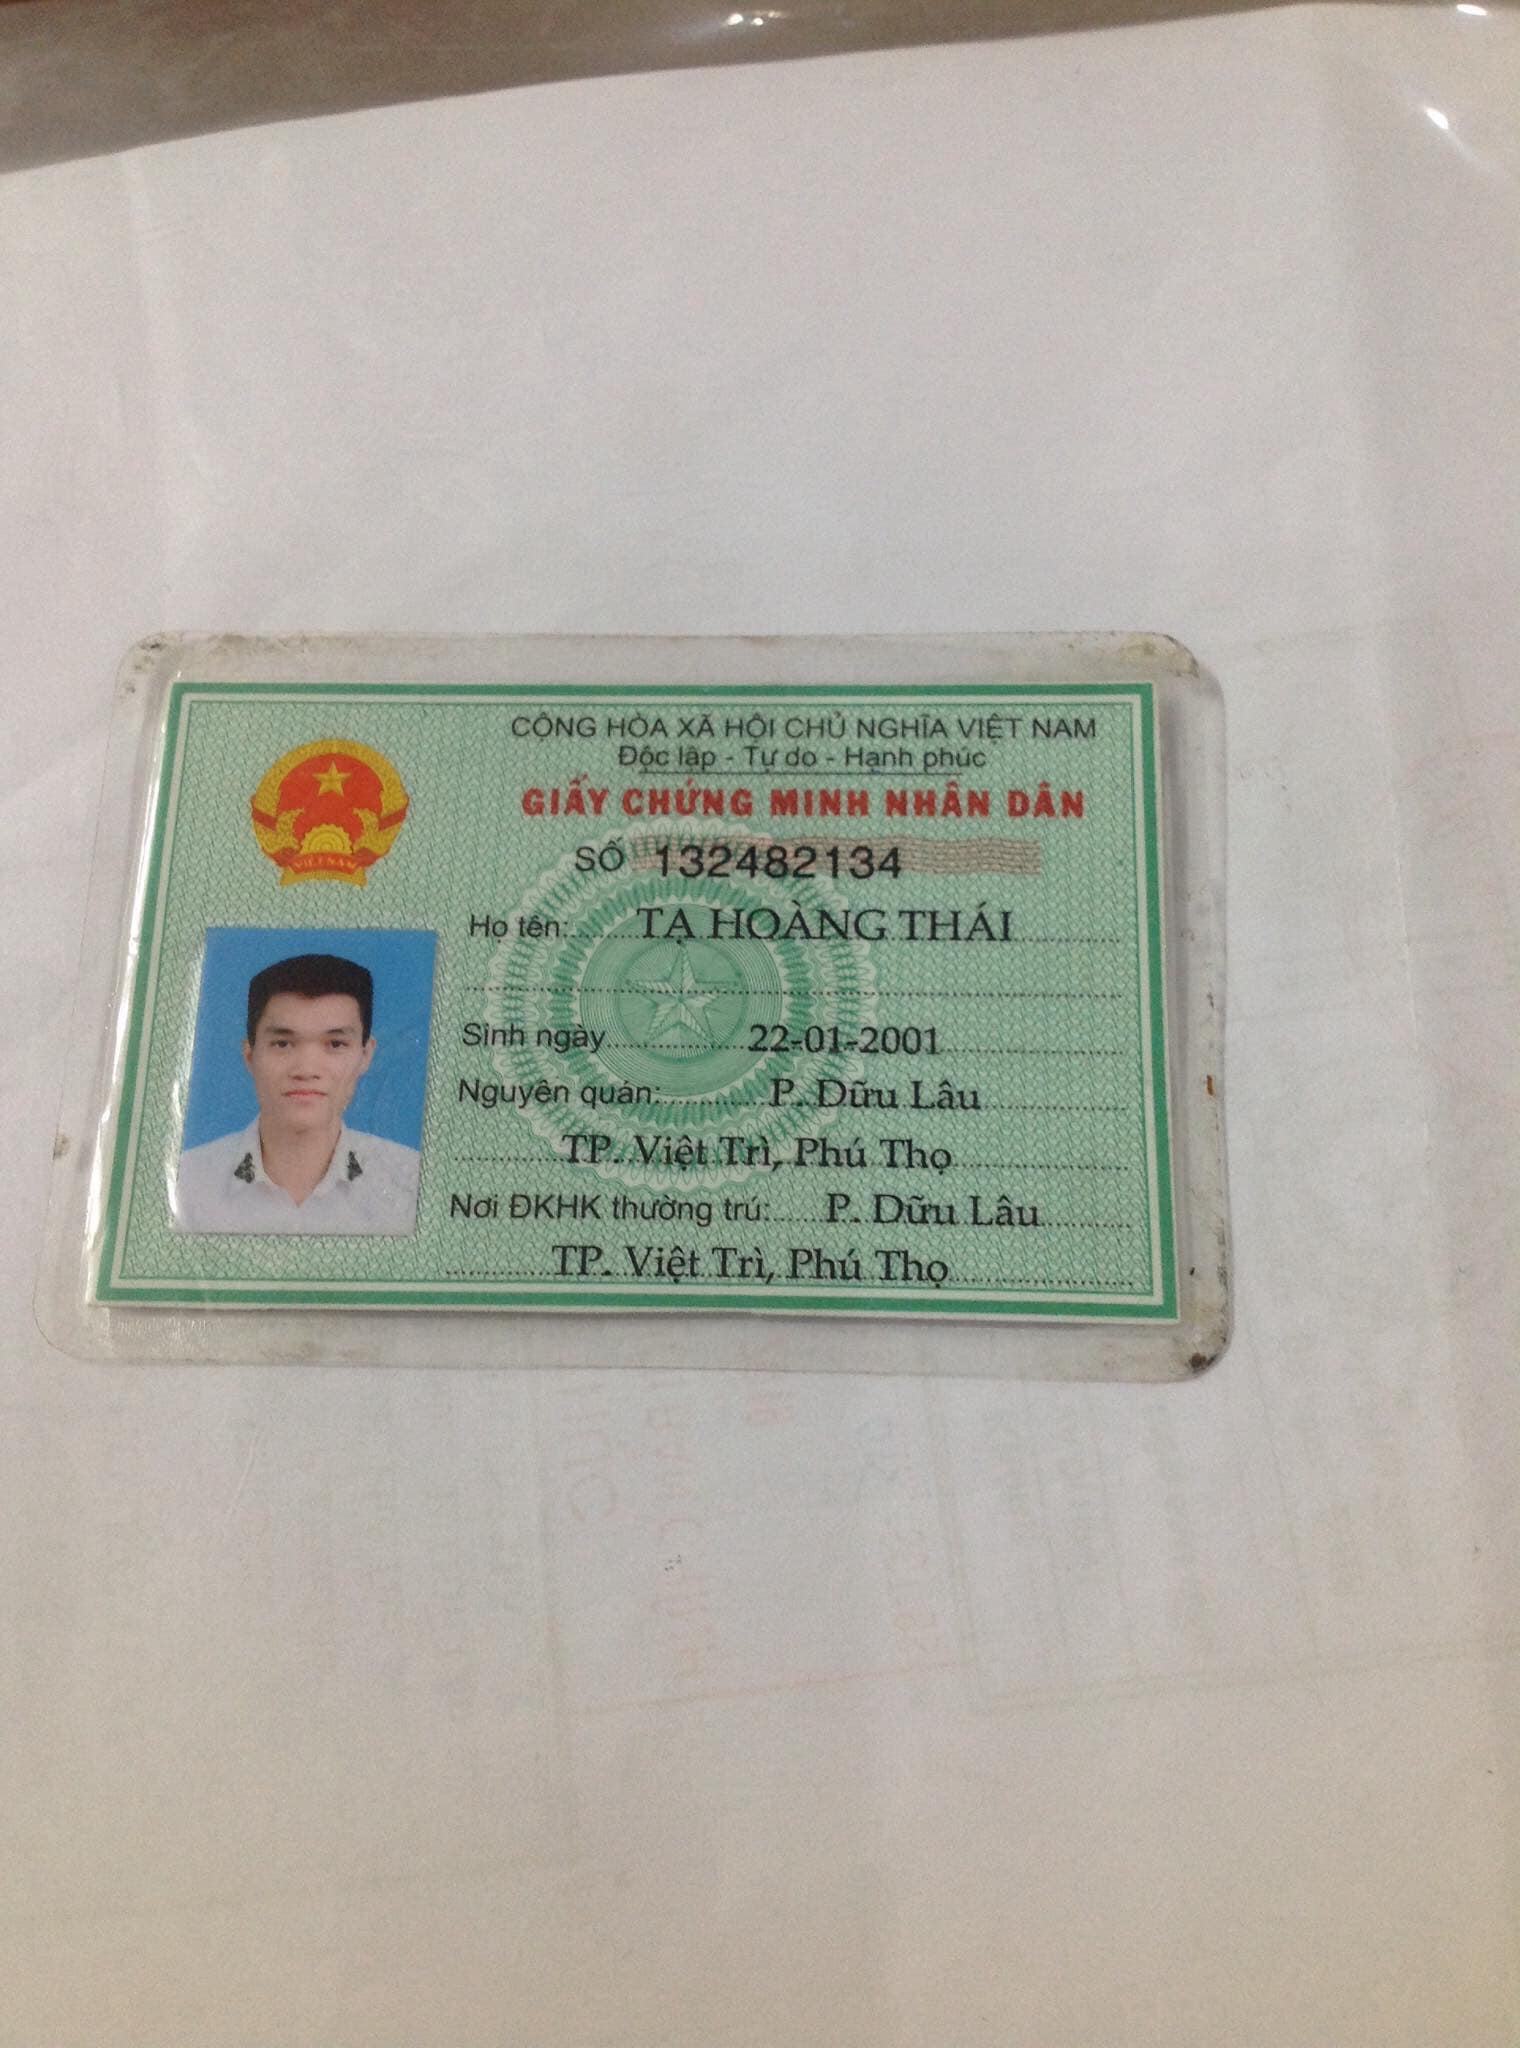 CỘNG HÒA XÃ HỘI CHỦ NGHĨA VIỆT NAM
Độc lập - Tự do - Hạnh phúc
GIẤY CHỨNG MINH NHÂN DÂN
SỐ 132482134
Họ tên: TẠ HOÀNG THÁI
Sinh ngày 22-01-2001
Nguyên quán: P. Dữu Lâu
TP. Việt Trì, Phú Thọ
Nơi ĐKHK thường trú: P. Dữu Lâu
TP. Việt Trì, Phú Thọ
VIỆT NAM